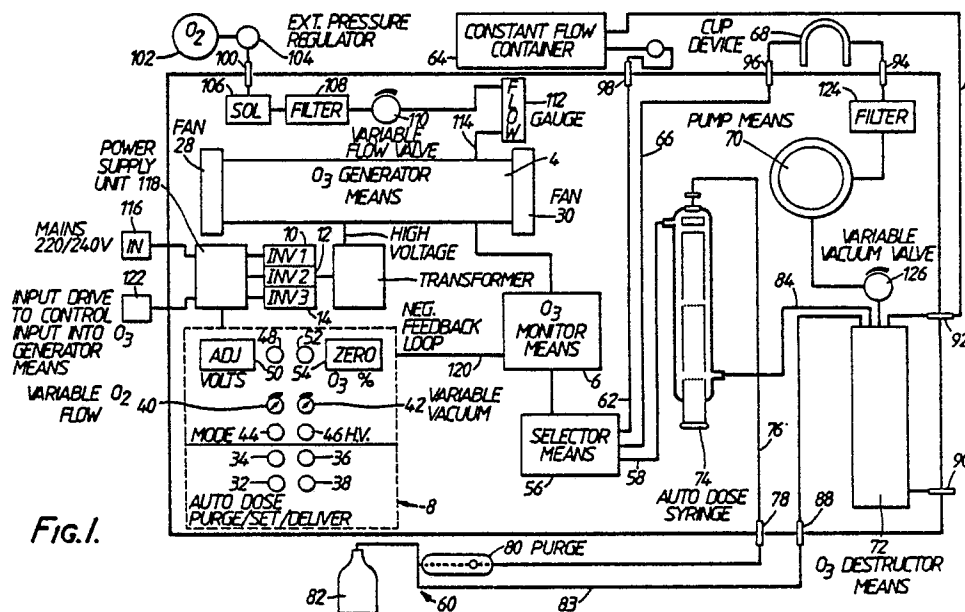 O₂
102
100
104
EXT. PRESSURE
REGULATOR
CONSTANT FLOW
CONTAINER
64
98
CUP
DEVICE
68
96
94
106
SOL
108
FILTER
110
VARIABLE
FLOW VALVE
FLOW
112
GAUGE
114
124
FILTER
PUMP MEANS
70
66
FAN
28
O₃ GENERATOR
MEANS
4
FAN
30
POWER
SUPPLY
UNIT 118
MAINS
220/240V
116
IN
122
10
12
INV 1
INV 2
INV 3
14
HIGH
VOLTAGE
TRANSFORMER
VARIABLE
VACUUM VALVE
126
84
92
INPUT DRIVE
TO CONTROL
INPUT INTO O₃
GENERATOR
MEANS
NEG.
FEEDBACK
LOOP
120
O₃
MONITOR
MEANS
6
ADJ
VOLTS
48
50
52
54
ZERO
O₃ %
VARIABLE O₂
FLOW
40
42
VARIABLE
VACUUM
62
MODE 44
46 H.V.
34
36
32
38
AUTO DOSE
PURGE/SET/DELIVER
8
SELECTOR
MEANS
56
58
74
AUTO DOSE
SYRINGE
76
78
88
90
72
O₃ DESTRUCTOR
MEANS
FIG.1.
80 PURGE
82
60
83